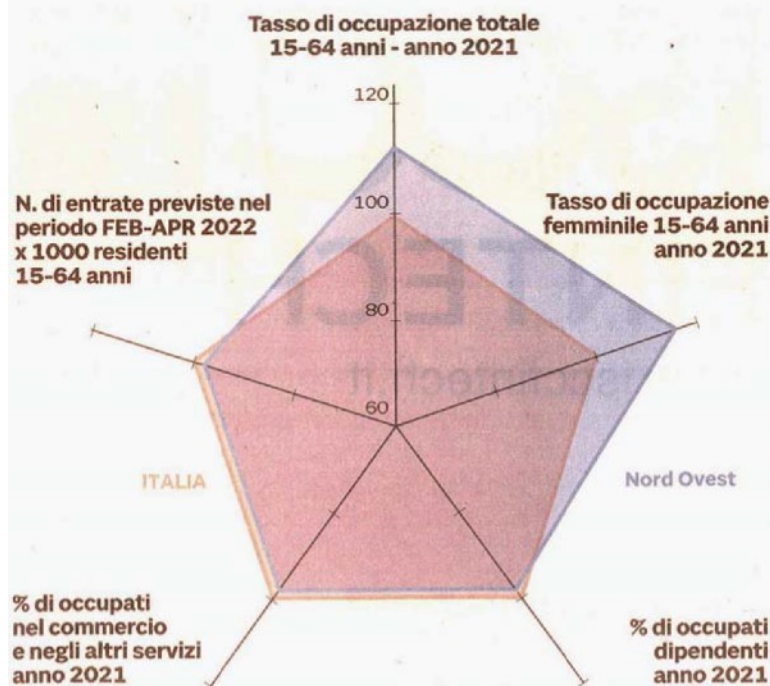 Tasso di occupazione totale
15-64 anni - anno 2021
120
N. di entrate previste nel
periodo FEB-APR 2022
x 1000 residenti
15-64 anni
100
Tasso di occupazione
femminile 15-64 anni
anno 2021
80
60
ITALIA
Nord Ovest
% di occupati
nel commercio
e negli altri servizi
anno 2021
% di occupati
dipendenti
anno 2021